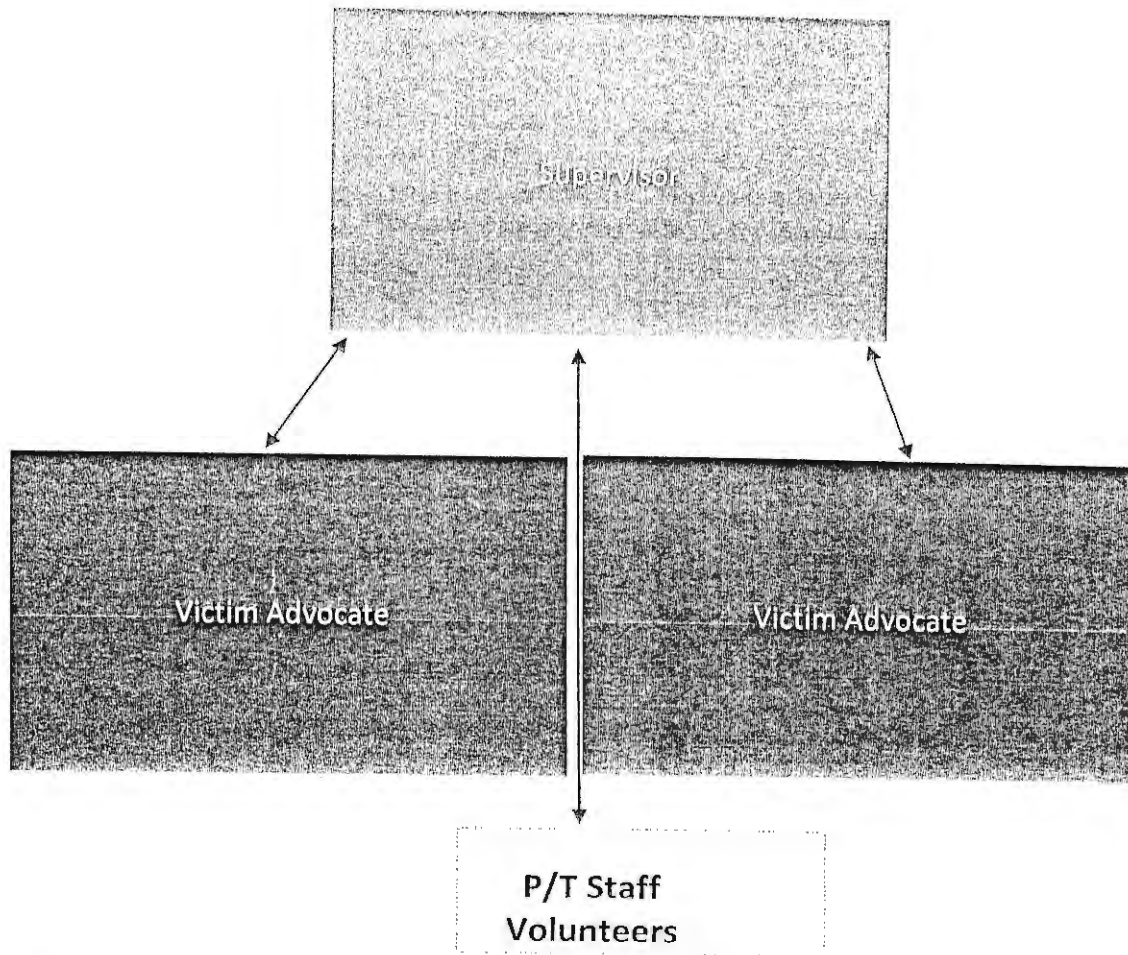 Supervisor
Victim Advocate
Victim Advocate
P/T Staff
Volunteers